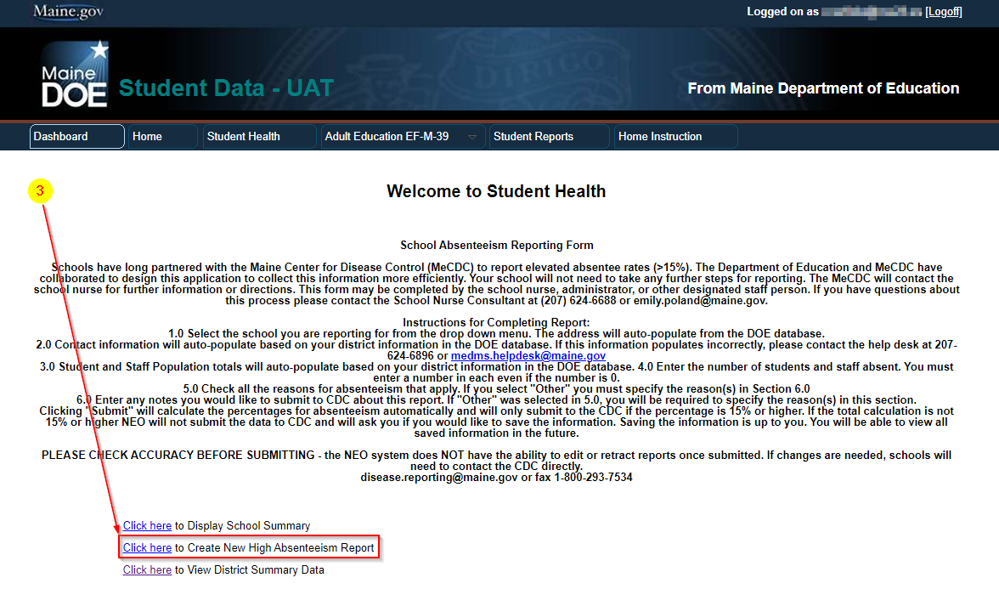 Maine.gov
Logged on as [Logoff]
DIRIGO
Maine
DOE
Student Data - UAT
From Maine Department of Education
Dashboard Home Student Health Adult Education EF-M-39 Student Reports Home Instruction
3
Welcome to Student Health
School Absenteeism Reporting Form
Schools have long partnered with the Maine Center for Disease Control (MeCDC) to report elevated absentee rates (>15%). The Department of Education and MeCDC have
collaborated to design this application to collect this information more efficiently. Your school will not need to take any further steps for reporting. The MeCDC will contact the
school nurse for further information or directions. This form may be completed by the school nurse, administrator, or other designated staff person. If you have questions about
this process please contact the School Nurse Consultant at (207) 624-6688 or emily.poland@maine.gov.
Instructions for Completing Report:
1.0 Select the school you are reporting for from the drop down menu. The address will auto-populate from the DOE database.
2.0 Contact information will auto-populate based on your district information in the DOE database. If this information populates incorrectly, please contact the help desk at 207-
624-6896 or medms.helpdesk@maine.gov
3.0 Student and Staff Population totals will auto-populate based on your district information in the DOE database. 4.0 Enter the number of students and staff absent. You must
enter a number in each even if the number is 0.
5.0 Check all the reasons for absenteeism that apply. If you select "Other" you must specify the reason(s) in Section 6.0
6.0 Enter any notes you would like to submit to CDC about this report. If "Other" was selected in 5.0, you will be required to specify the reason(s) in this section.
Clicking "Submit" will calculate the percentages for absenteeism automatically and will only submit to the CDC if the percentage is 15% or higher. If the total calculation is not
15% or higher NEO will not submit the data to CDC and will ask you if you would like to save the information. Saving the information is up to you. You will be able to view all
saved information in the future.
PLEASE CHECK ACCURACY BEFORE SUBMITTING - the NEO system does NOT have the ability to edit or retract reports once submitted. If changes are needed, schools will
need to contact the CDC directly.
disease.reporting@maine.gov or fax 1-800-293-7534
Click here to Display School Summary
Click here to Create New High Absenteeism Report
Click here to View District Summary Data